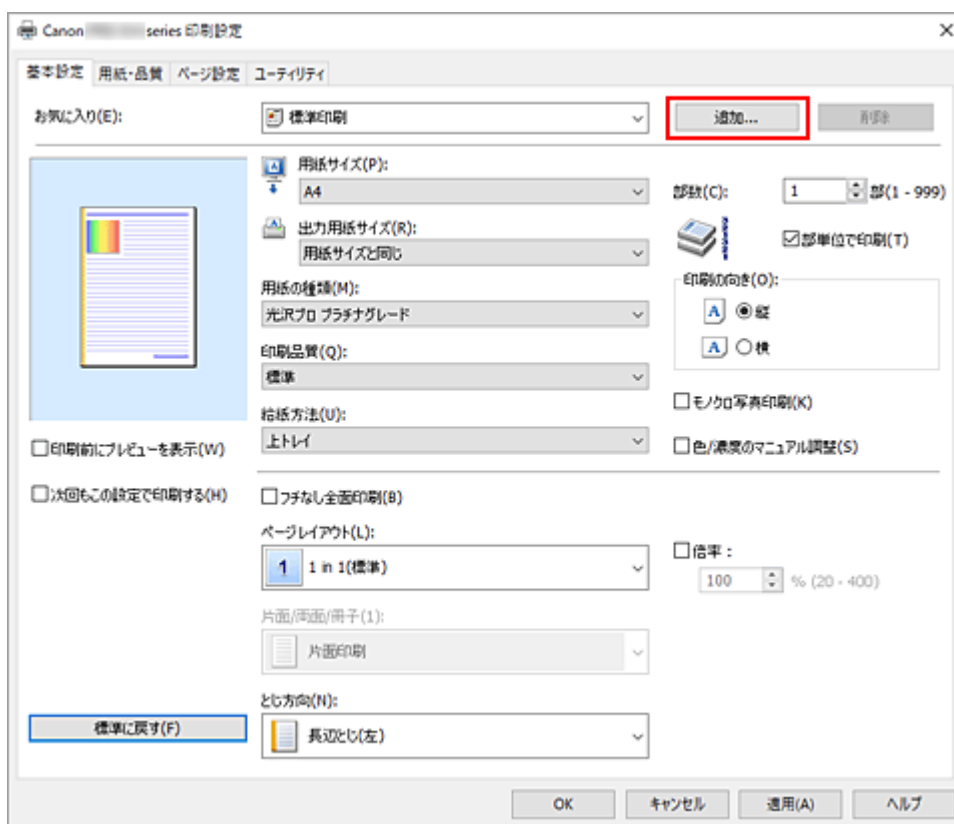 Canon series 印刷設定
基本設定 用紙・品質 ページ設定 ユーティリティ
お気に入り(E): 標準印刷 追加... 削除
用紙サイズ(P):
A4
部数(C): 1 部(1 - 999)
出力用紙サイズ(R):
用紙サイズと同じ
部単位で印刷(T)
用紙の種類(M):
光沢プロ プラチナグレード
印刷の向き(O):
A 縦
A 横
印刷品質(Q):
標準
給紙方法(U):
上トレイ
モノクロ写真印刷(K)
色/濃度のマニュアル調整(S)
印刷前にプレビューを表示(W)
次回もこの設定で印刷する(H)
フチなし全面印刷(B)
ページレイアウト(L):
1 1 in 1(標準)
倍率:
100 % (20 - 400)
片面/両面/冊子(1):
片面印刷
とじ方向(N):
長辺とじ(左)
標準に戻す(F)
OK キャンセル 適用(A) ヘルプ